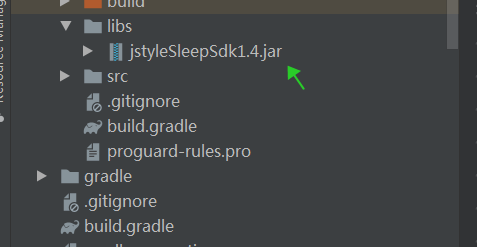 build
libs
jstyleSleepSdk1.4.jar
src
.gitignore
build.gradle
proguard-rules.pro
gradle
.gitignore
build.gradle